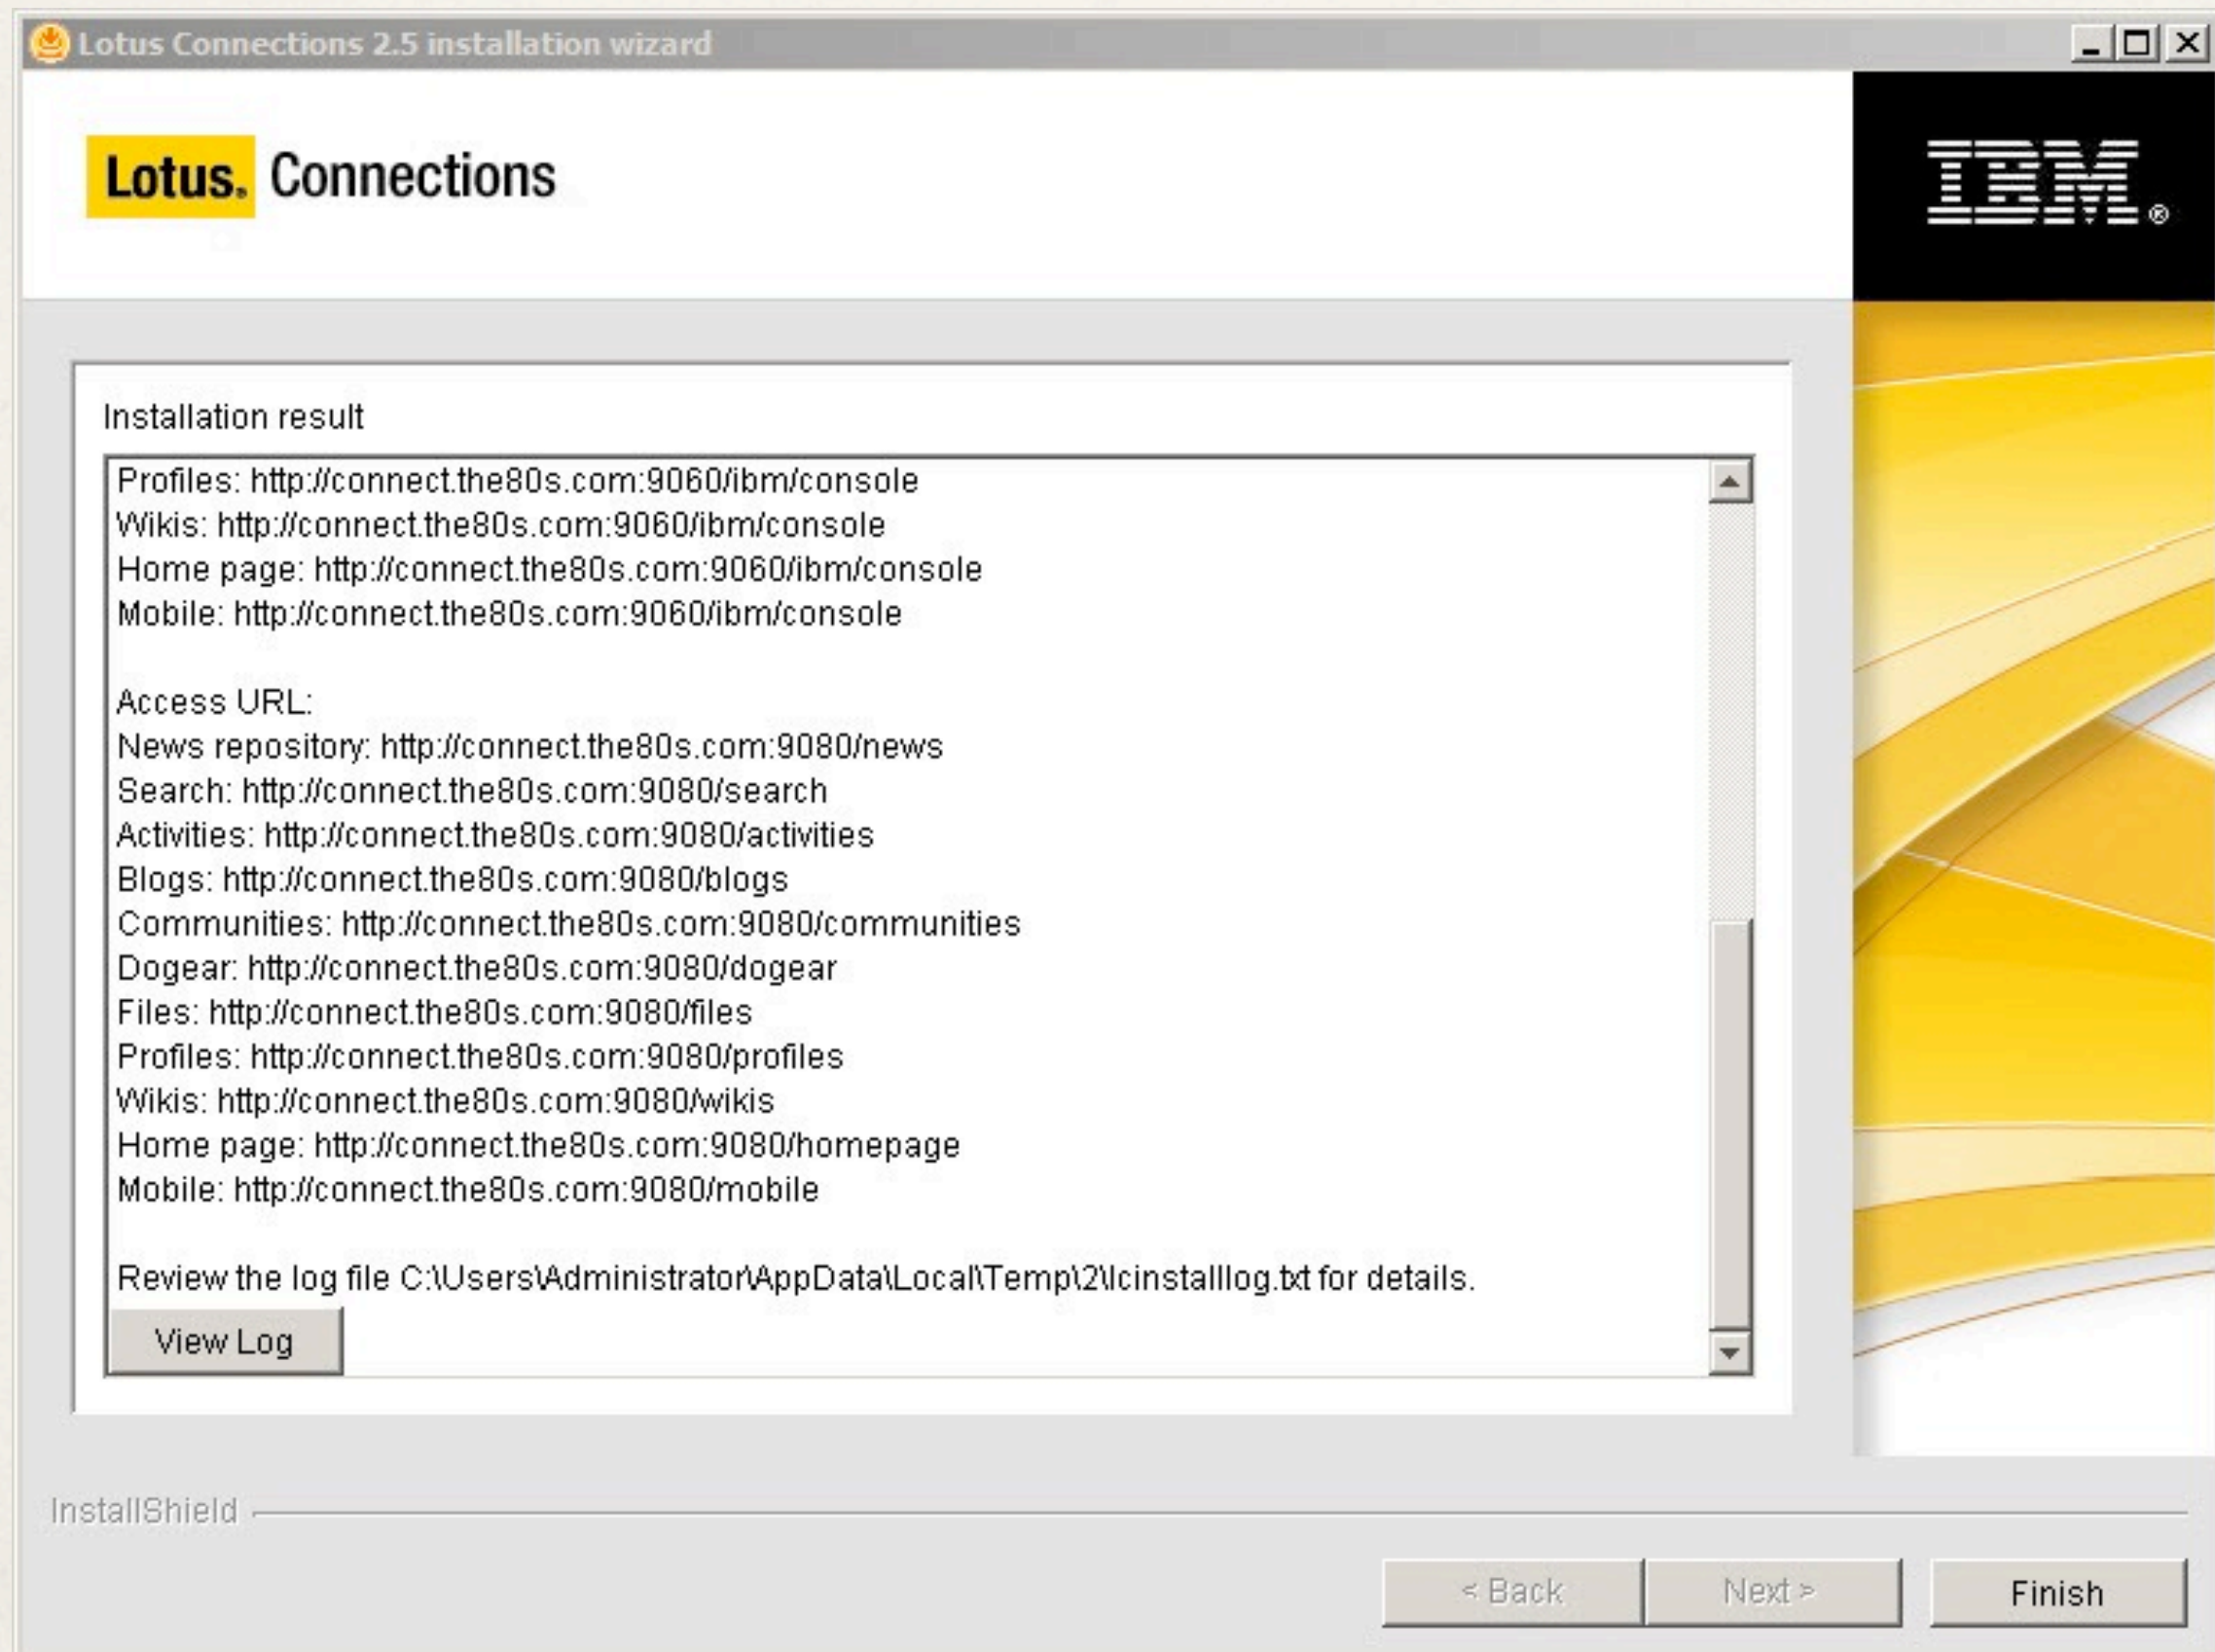 Lotus Connections 2.5 installation wizard
Lotus. Connections
IBM®
Installation result
Profiles: http://connect.the80s.com:9060/ibm/console
Wikis: http://connect.the80s.com:9060/ibm/console
Home page: http://connect.the80s.com:9060/ibm/console
Mobile: http://connect.the80s.com:9060/ibm/console
Access URL:
News repository: http://connect.the80s.com:9080/news
Search: http://connect.the80s.com:9080/search
Activities: http://connect.the80s.com:9080/activities
Blogs: http://connect.the80s.com:9080/blogs
Communities: http://connect.the80s.com:9080/communities
Dogear: http://connect.the80s.com:9080/dogear
Files: http://connect.the80s.com:9080/files
Profiles: http://connect.the80s.com:9080/profiles
Wikis: http://connect.the80s.com:9080/wikis
Home page: http://connect.the80s.com:9080/homepage
Mobile: http://connect.the80s.com:9080/mobile
Review the log file C:\Users\Administrator\AppData\Local\Temp\2\lcinstalllog.txt for details.
View Log
InstallShield
< Back Next > Finish